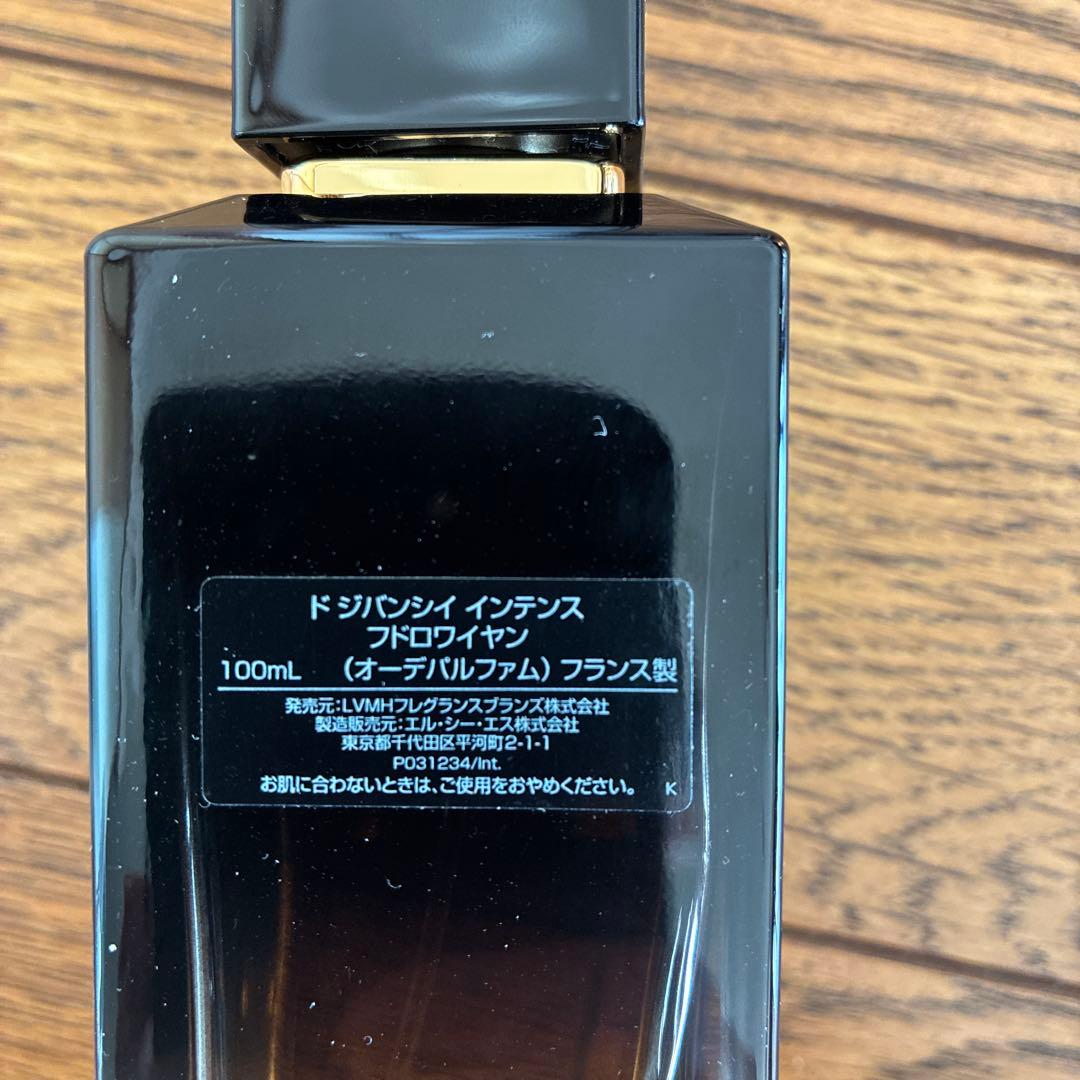 ド ジバンシイ インテンス
フドロワイヤン
100mL （オーデパルファム）フランス製
発売元：LVMHフレグランスブランズ株式会社
製造販売元：エル・シー・エス株式会社
東京都千代田区平河町2-1-1
P031234/Int.
お肌に合わないときは、ご使用をおやめください。 K